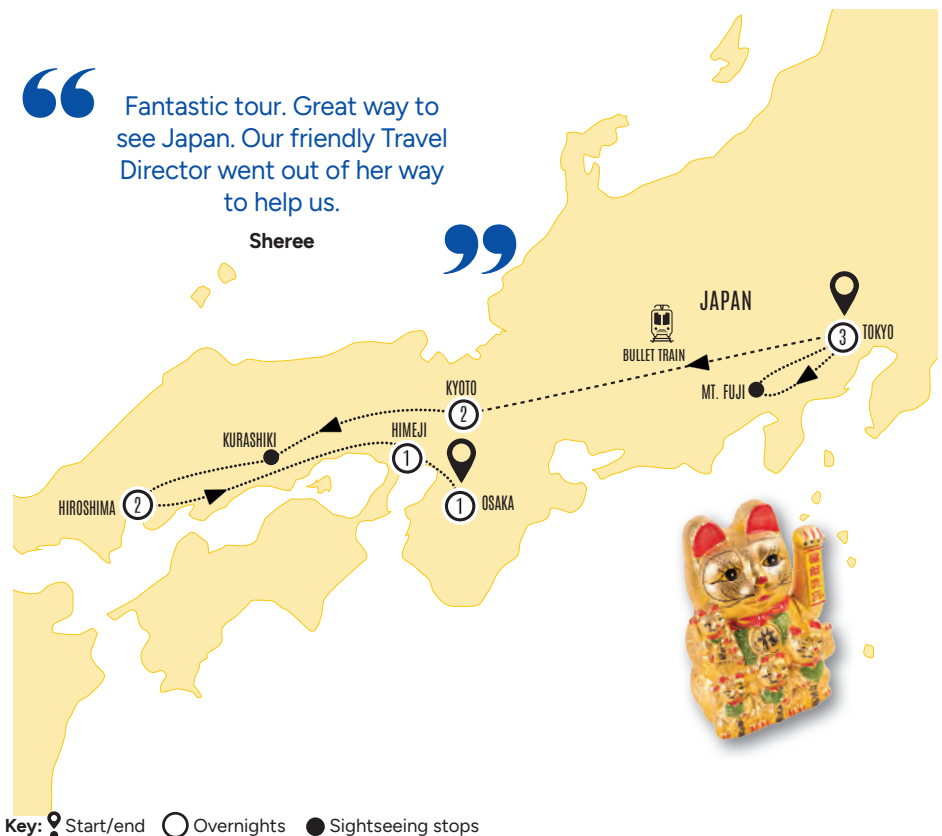 “
Fantastic tour. Great way to
see Japan. Our friendly Travel
Director went out of her way
to help us.
”
Sheree
JAPAN
3 TOKYO
BULLET TRAIN
MT. FUJI
KYOTO
2
HIMEJI
1
KURASHIKI
HIROSHIMA 2
1 OSAKA
Key: Start/end Overnights Sightseeing stops